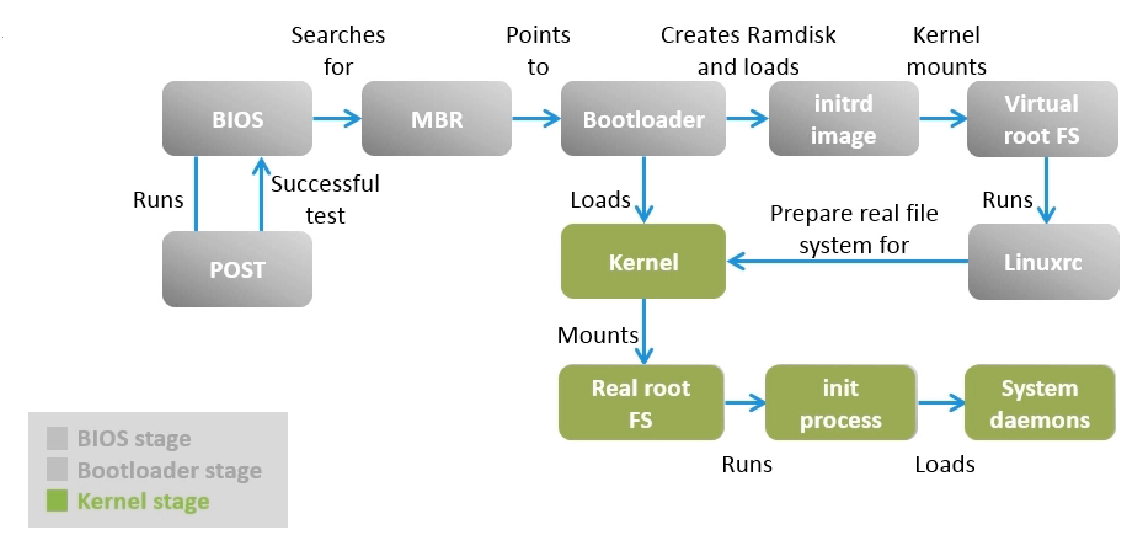 Searches
for
Points
to
Creates Ramdisk
and loads
Kernel
mounts
BIOS
MBR
Bootloader
initrd
image
Virtual
root FS
Runs
Successful
test
Loads
Prepare real file
system for
Runs
POST
Kernel
Linuxrc
Mounts
Real root
FS
init
process
System
daemons
Runs
Loads
BIOS stage
Bootloader stage
Kernel stage